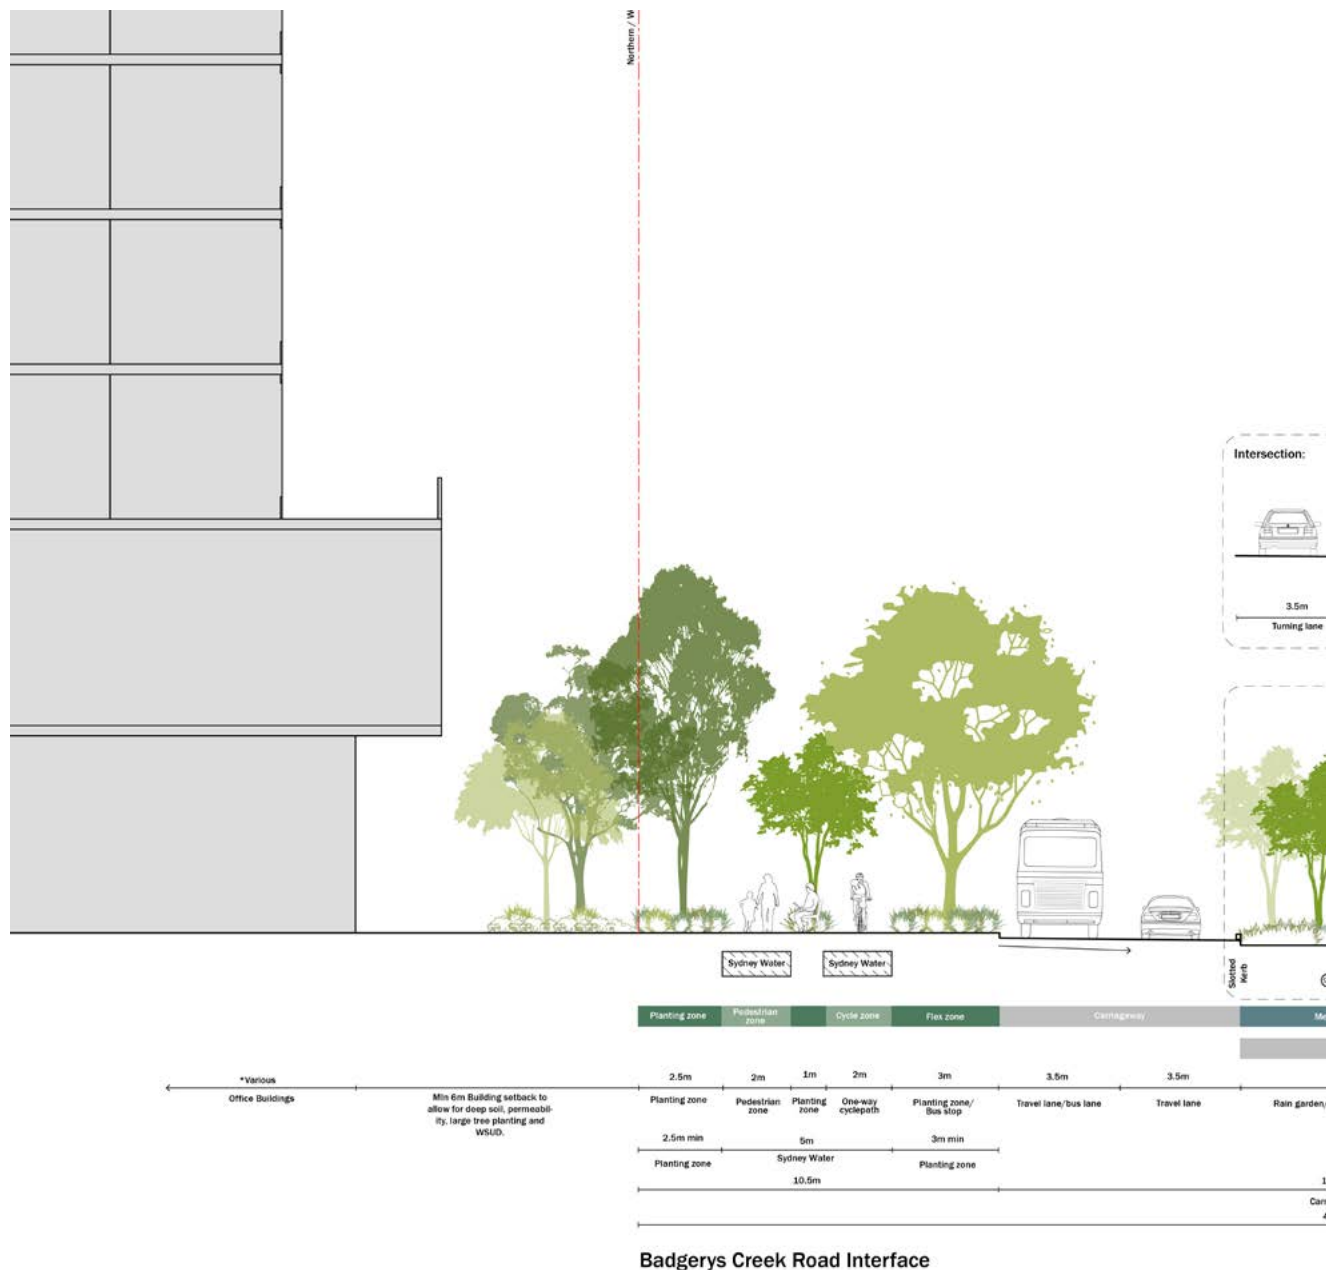 Northern / W
Intersection:
3.5m
Turning lane
Sydney Water
Sydney Water
Slotted
Kerb
Planting zone
Pedestrian
zone
Cycle zone
Flex zone
Carriageway
Me
*Various
2.5m
2m
1m
2m
3m
3.5m
3.5m
Office Buildings
Min 6m Building setback to
allow for deep soil, permeabil-
ity, large tree planting and
WSUD.
Planting zone
Pedestrian
zone
Planting
zone
One-way
cyclepath
Planting zone/
Bus stop
Travel lane/bus lane
Travel lane
Rain garden/
2.5m min
5m
3m min
Planting zone
Sydney Water
Planting zone
10.5m
1
Carr
4
Badgerys Creek Road Interface